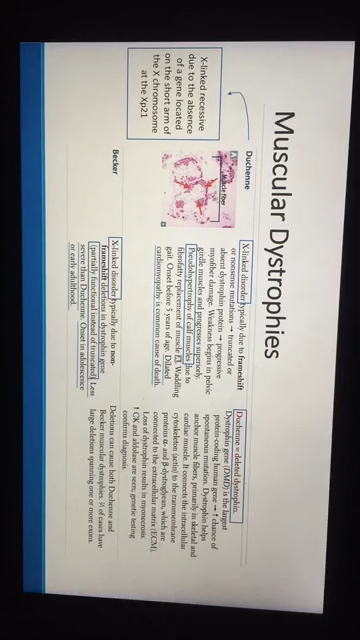 Muscular Dystrophies
X-linked recessive
due to the absence
of a gene located
on the short arm of
the X chromosome
at the Xp21
Duchenne
X-linked disorder typically due to frameshift
or nonsense mutations → truncated or
absent dystrophin protein → progressive
myofiber damage. Weakness begins in pelvic
girdle muscles and progresses superiorly.
Pseudohypertrophy of calf muscles due to
fibrofatty replacement of muscle A. Waddling
gait. Onset before 5 years of age. Dilated
cardiomyopathy is common cause of death.
Duchenne = deleted dystrophin.
Dystrophin gene (DMD) is the largest
protein-coding human gene → ↑ chance of
spontaneous mutation. Dystrophin helps
anchor muscle fibers, primarily in skeletal and
cardiac muscle. It connects the intracellular
cytoskeleton (actin) to the transmembrane
proteins α- and β-dystroglycan, which are
connected to the extracellular matrix (ECM).
Loss of dystrophin results in myonecrosis.
↑ CK and aldolase are seen; genetic testing
confirms diagnosis.
A
Muscle fiber
Becker
X-linked disorder typically due to non-
frameshift deletions in dystrophin gene
(partially functional instead of truncated). Less
severe than Duchenne. Onset in adolescence
or early adulthood.
Deletions can cause both Duchenne and
Becker muscular dystrophies. ⅔ of cases have
large deletions spanning one or more exons.